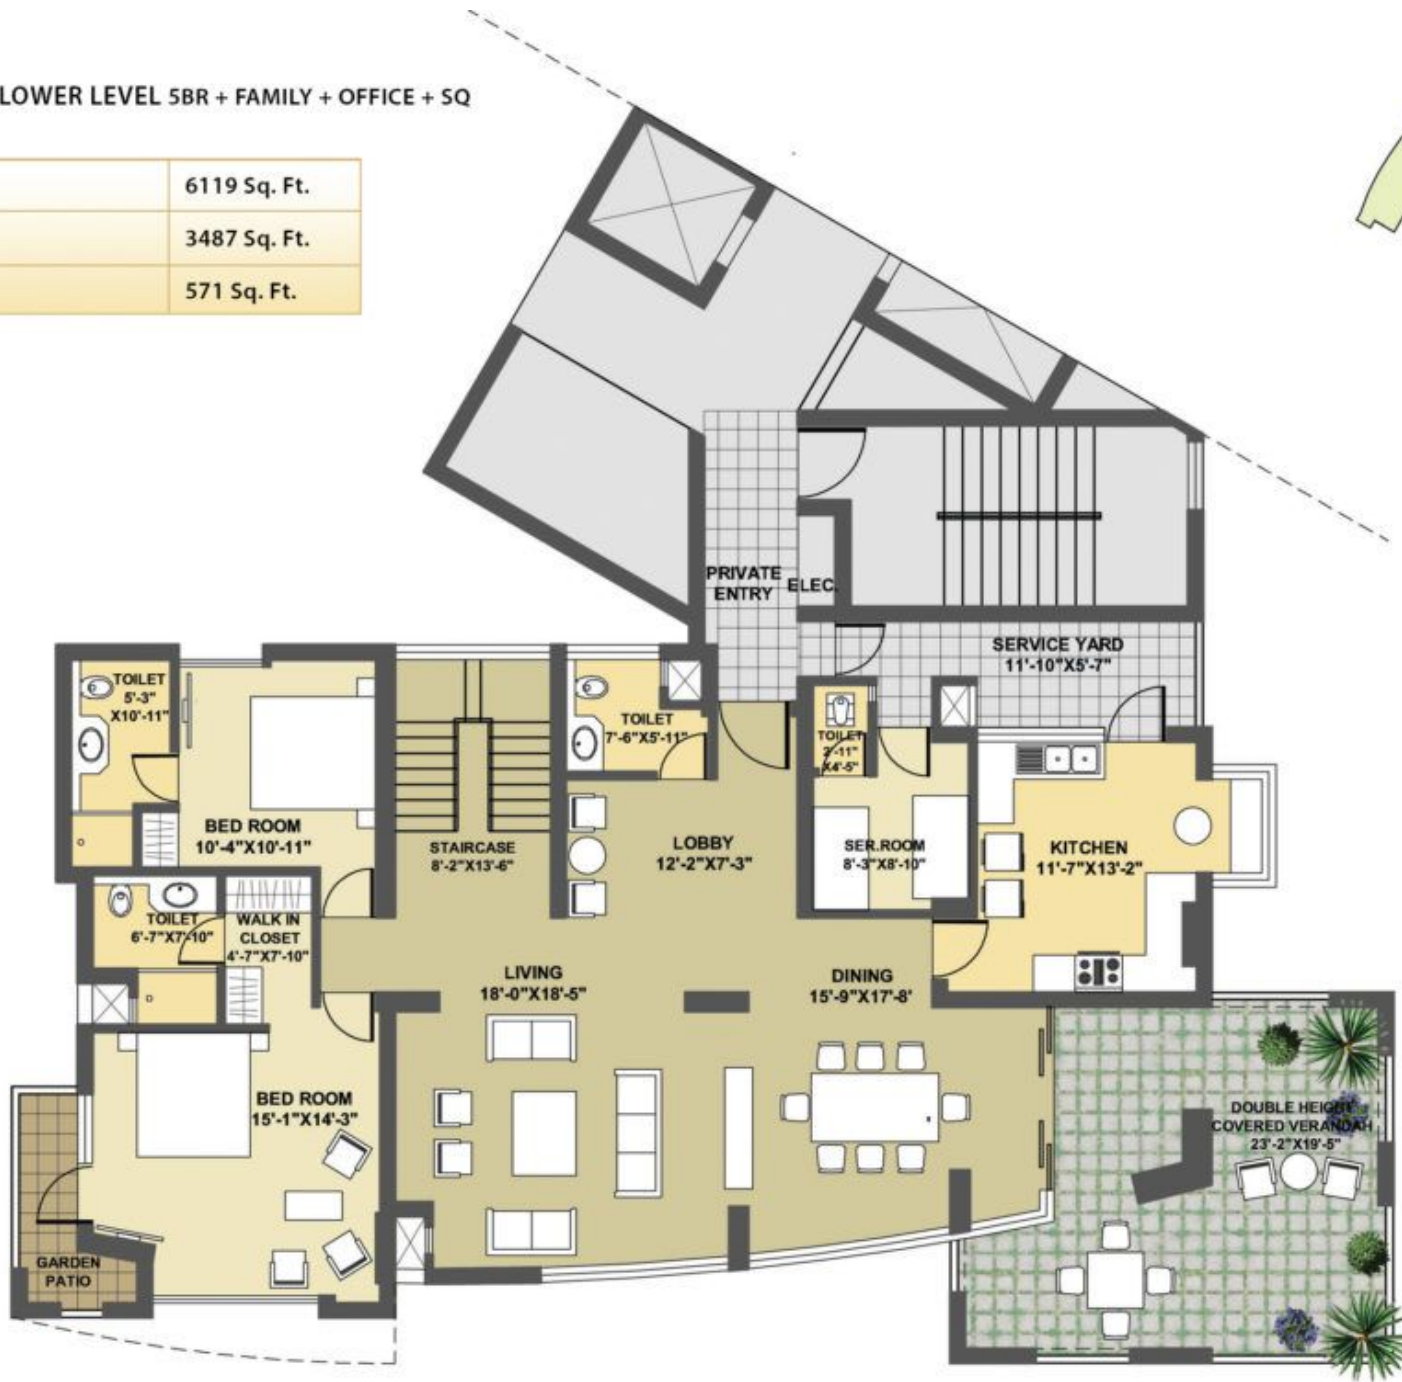 LOWER LEVEL 5BR + FAMILY + OFFICE + SQ
6119 Sq. Ft.
3487 Sq. Ft.
571 Sq. Ft.
PRIVATE
ENTRY
ELEC.
SERVICE YARD
11'-10"X5'-7"
TOILET
5'-3"
X10'-11"
TOILET
7'-6"X5'-11"
TOILET
2'-11"
X4'-5"
BED ROOM
10'-4"X10'-11"
STAIRCASE
8'-2"X13'-6"
LOBBY
12'-2"X7'-3"
SER.ROOM
8'-3"X8'-10"
KITCHEN
11'-7"X13'-2"
TOILET
6'-7"X7'-10"
WALK IN
CLOSET
4'-7"X7'-10"
LIVING
18'-0"X18'-5"
DINING
15'-9"X17'-8'
BED ROOM
15'-1"X14'-3"
DOUBLE HEIGHT
COVERED VERANDAH
23'-2"X19'-5"
GARDEN
PATIO